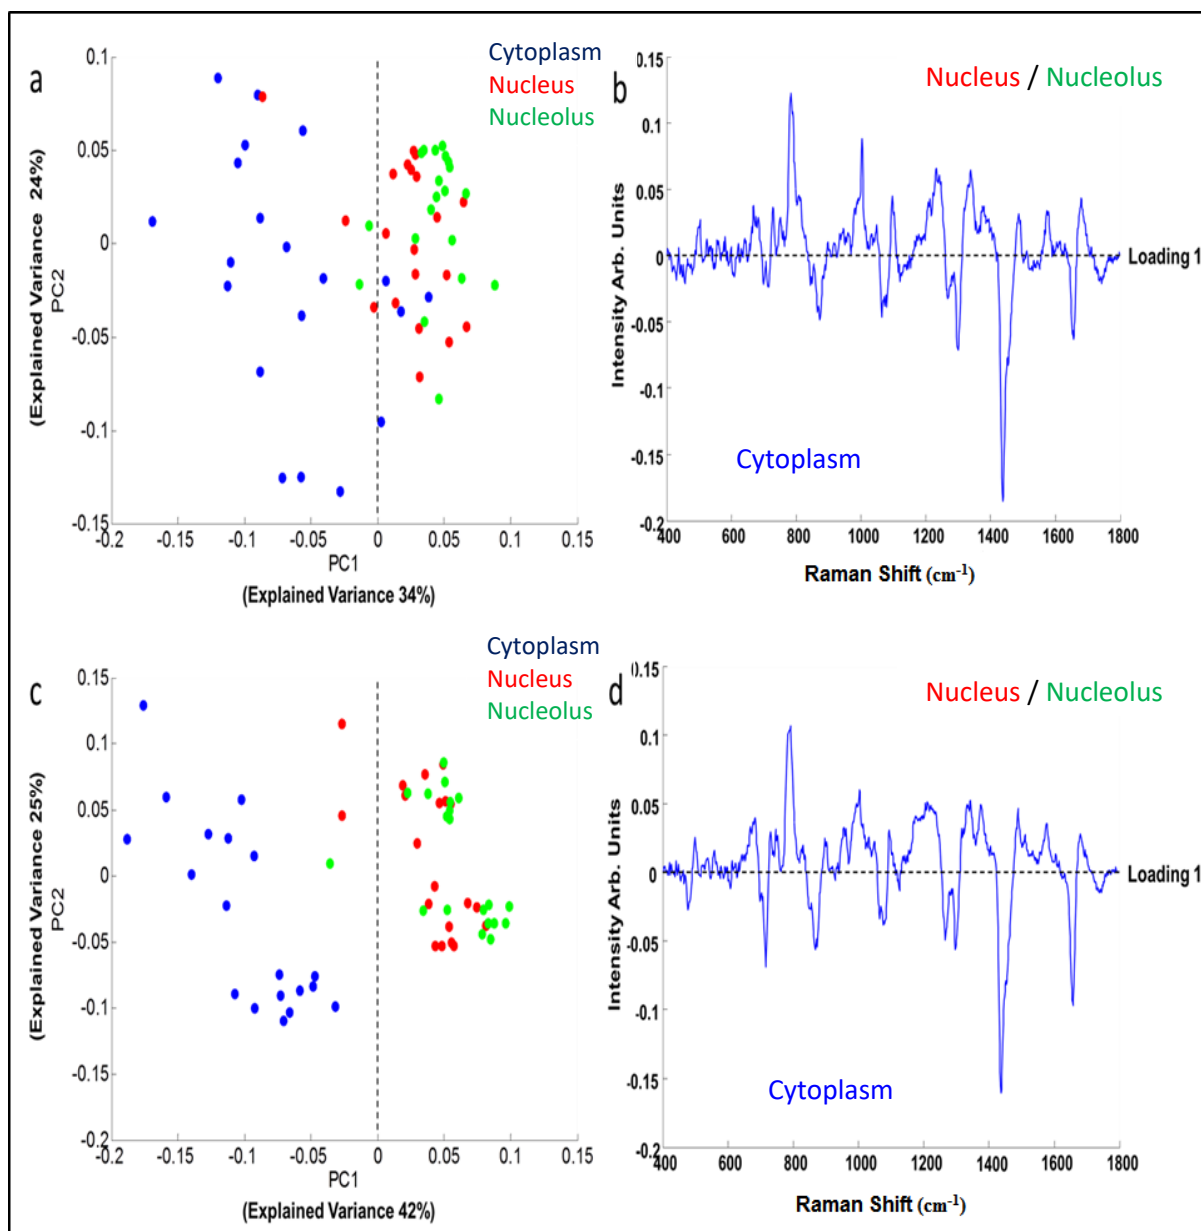 a
Cytoplasm
Nucleus
Nucleolus
0.1
0.05
0
-0.05
-0.1
-0.15
(Explained Variance 24%)
PC2
-0.2 -0.15 -0.1 -0.05 0 0.05 0.1 0.15
PC1
(Explained Variance 34%)
b
Nucleus / Nucleolus
0.15
0.1
0.05
0
-0.05
-0.1
-0.15
-0.2
Intensity Arb. Units
Loading 1
Cytoplasm
400 600 800 1000 1200 1400 1600 1800
Raman Shift (cm⁻¹)
c
Cytoplasm
Nucleus
Nucleolus
0.15
0.1
0.05
0
-0.05
-0.1
-0.15
-0.2
(Explained Variance 25%)
PC2
-0.2 -0.15 -0.1 -0.05 0 0.05 0.1 0.15
PC1
(Explained Variance 42%)
d
Nucleus / Nucleolus
0.15
0.1
0.05
0
-0.05
-0.1
-0.15
-0.2
Intensity Arb. Units
Loading 1
Cytoplasm
400 600 800 1000 1200 1400 1600 1800
Raman Shift (cm⁻¹)